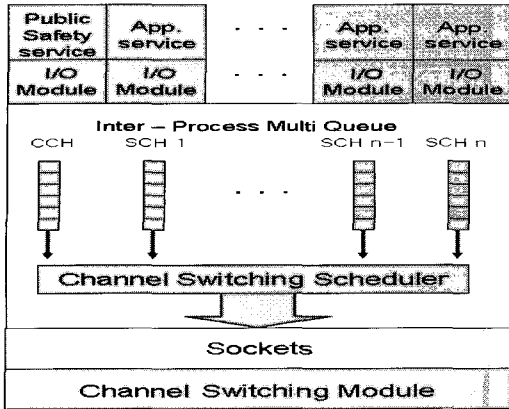 Public Safety service App. service . . . App. service App. service
I/O Module I/O Module . . . I/O Module I/O Module
Inter – Process Multi Queue
CCH SCH 1 SCH n-1 SCH n
. . .
Channel Switching Scheduler
Sockets
Channel Switching Module